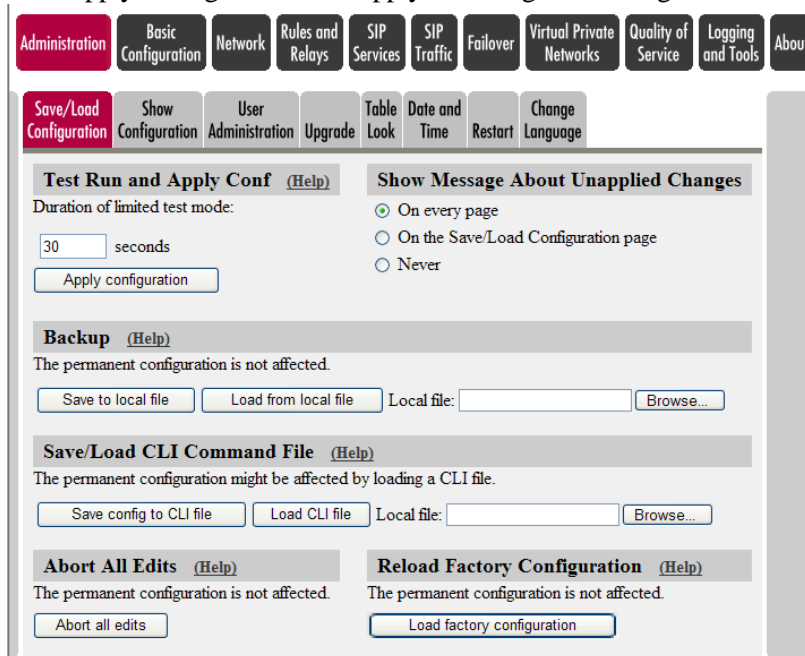 Administration
Basic Configuration
Network
Rules and Relays
SIP Services
SIP Traffic
Failover
Virtual Private Networks
Quality of Service
Logging and Tools
Save/Load Configuration
Show Configuration
User Administration
Upgrade
Table Look
Date and Time
Restart
Change Language
Test Run and Apply Conf (Help)
Show Message About Unapplied Changes
Duration of limited test mode:
30 seconds
Apply configuration
On every page
On the Save/Load Configuration page
Never
Backup (Help)
The permanent configuration is not affected.
Save to local file Load from local file Local file: Browse...
Save/Load CLI Command File (Help)
The permanent configuration might be affected by loading a CLI file.
Save config to CLI file Load CLI file Local file: Browse...
Abort All Edits (Help)
The permanent configuration is not affected.
Abort all edits
Reload Factory Configuration (Help)
The permanent configuration is not affected.
Load factory configuration